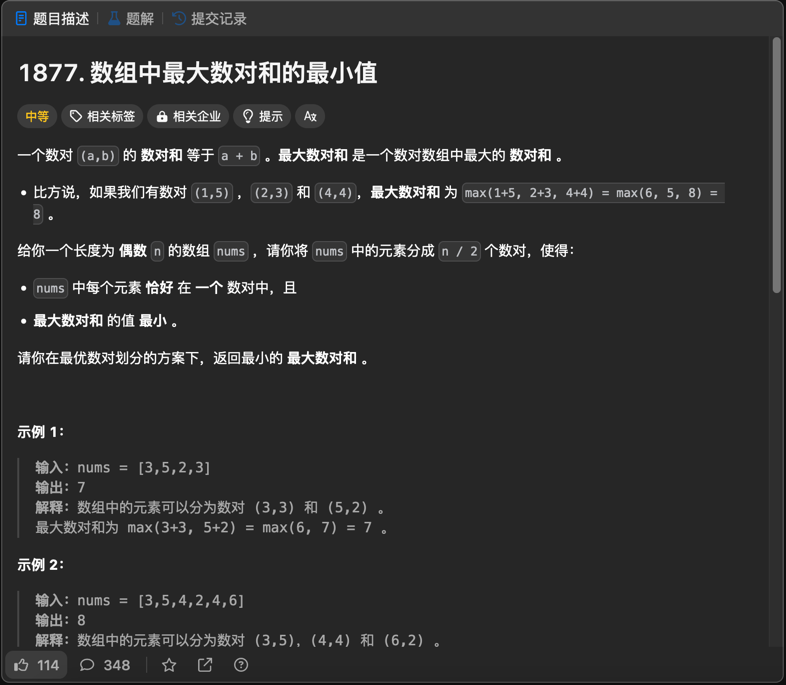 题目描述 题解 提交记录
1877. 数组中最大数对和的最小值
中等 相关标签 相关企业 提示 Aあ
一个数对 (a,b) 的 数对和 等于 a + b 。最大数对和 是一个数对数组中最大的 数对和 。
• 比方说，如果我们有数对 (1,5) ，(2,3) 和 (4,4)，最大数对和 为 max(1+5, 2+3, 4+4) = max(6, 5, 8) =
8 。
给你一个长度为 偶数 n 的数组 nums ，请你将 nums 中的元素分成 n / 2 个数对，使得：
• nums 中每个元素 恰好 在 一个 数对中，且
• 最大数对和 的值 最小 。
请你在最优数对划分的方案下，返回最小的 最大数对和 。
示例 1：
输入：nums = [3,5,2,3]
输出：7
解释：数组中的元素可以分为数对 (3,3) 和 (5,2) 。
最大数对和为 max(3+3, 5+2) = max(6, 7) = 7 。
示例 2：
输入：nums = [3,5,4,2,4,6]
输出：8
解释：数组中的元素可以分为数对 (3,5)，(4,4) 和 (6,2) 。
114 348